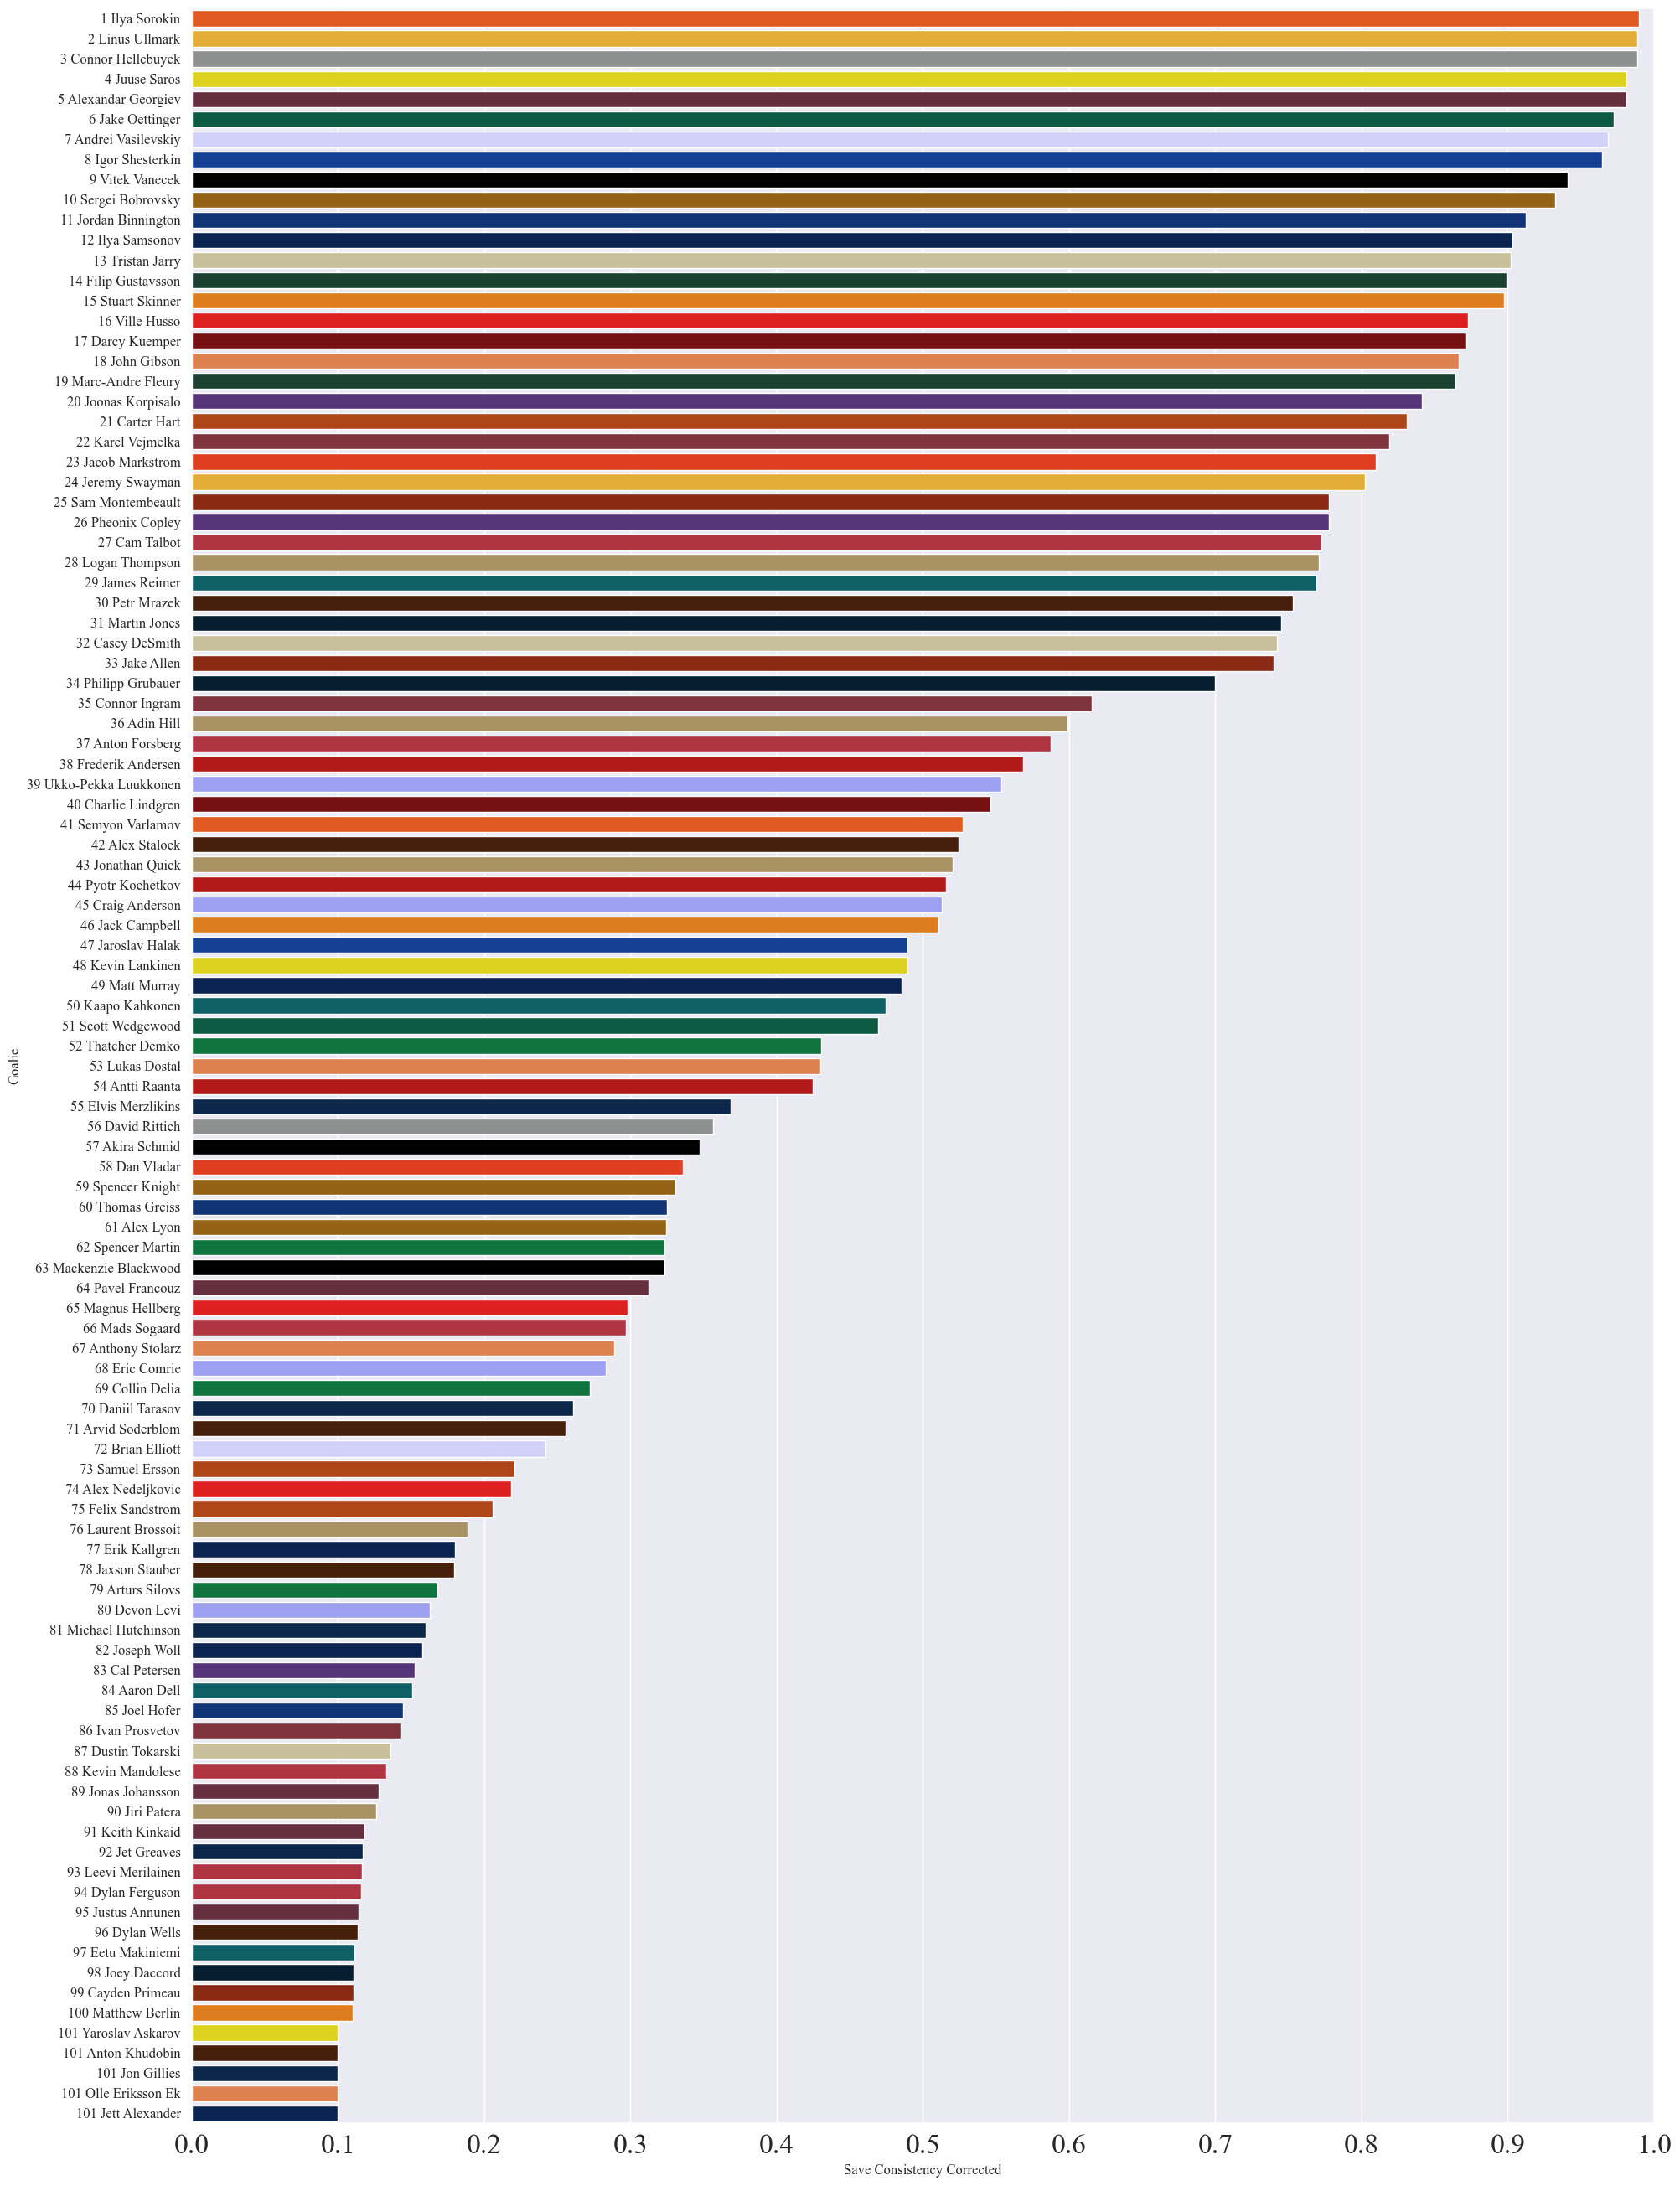 1 Ilya Sorokin
2 Linus Ullmark
3 Connor Hellebuyck
4 Juuse Saros
5 Alexandar Georgiev
6 Jake Oettinger
7 Andrei Vasilevskiy
8 Igor Shesterkin
9 Vitek Vanecek
10 Sergei Bobrovsky
11 Jordan Binnington
12 Ilya Samsonov
13 Tristan Jarry
14 Filip Gustavsson
15 Stuart Skinner
16 Ville Husso
17 Darcy Kuemper
18 John Gibson
19 Marc-Andre Fleury
20 Joonas Korpisalo
21 Carter Hart
22 Karel Vejmelka
23 Jacob Markstrom
24 Jeremy Swayman
25 Sam Montembeault
26 Pheonix Copley
27 Cam Talbot
28 Logan Thompson
29 James Reimer
30 Petr Mrazek
31 Martin Jones
32 Casey DeSmith
33 Jake Allen
34 Philipp Grubauer
35 Connor Ingram
36 Adin Hill
37 Anton Forsberg
38 Frederik Andersen
39 Ukko-Pekka Luukkonen
40 Charlie Lindgren
41 Semyon Varlamov
42 Alex Stalock
43 Jonathan Quick
44 Pyotr Kochetkov
45 Craig Anderson
46 Jack Campbell
47 Jaroslav Halak
48 Kevin Lankinen
49 Matt Murray
50 Kaapo Kahkonen
51 Scott Wedgewood
52 Thatcher Demko
53 Lukas Dostal
54 Antti Raanta
55 Elvis Merzlikins
56 David Rittich
57 Akira Schmid
58 Dan Vladar
59 Spencer Knight
60 Thomas Greiss
61 Alex Lyon
62 Spencer Martin
63 Mackenzie Blackwood
64 Pavel Francouz
65 Magnus Hellberg
66 Mads Sogaard
67 Anthony Stolarz
68 Eric Comrie
69 Collin Delia
70 Daniil Tarasov
71 Arvid Soderblom
72 Brian Elliott
73 Samuel Ersson
74 Alex Nedeljkovic
75 Felix Sandstrom
76 Laurent Brossoit
77 Erik Kallgren
78 Jaxson Stauber
79 Arturs Silovs
80 Devon Levi
81 Michael Hutchinson
82 Joseph Woll
83 Cal Petersen
84 Aaron Dell
85 Joel Hofer
86 Ivan Prosvetov
87 Dustin Tokarski
88 Kevin Mandolese
89 Jonas Johansson
90 Jiri Patera
91 Keith Kinkaid
92 Jet Greaves
93 Leevi Merilainen
94 Dylan Ferguson
95 Justus Annunen
96 Dylan Wells
97 Eetu Makiniemi
98 Joey Daccord
99 Cayden Primeau
100 Matthew Berlin
101 Yaroslav Askarov
101 Anton Khudobin
101 Jon Gillies
101 Olle Eriksson Ek
101 Jett Alexander
Goalie
0.0 0.1 0.2 0.3 0.4 0.5 0.6 0.7 0.8 0.9 1.0
Save Consistency Corrected